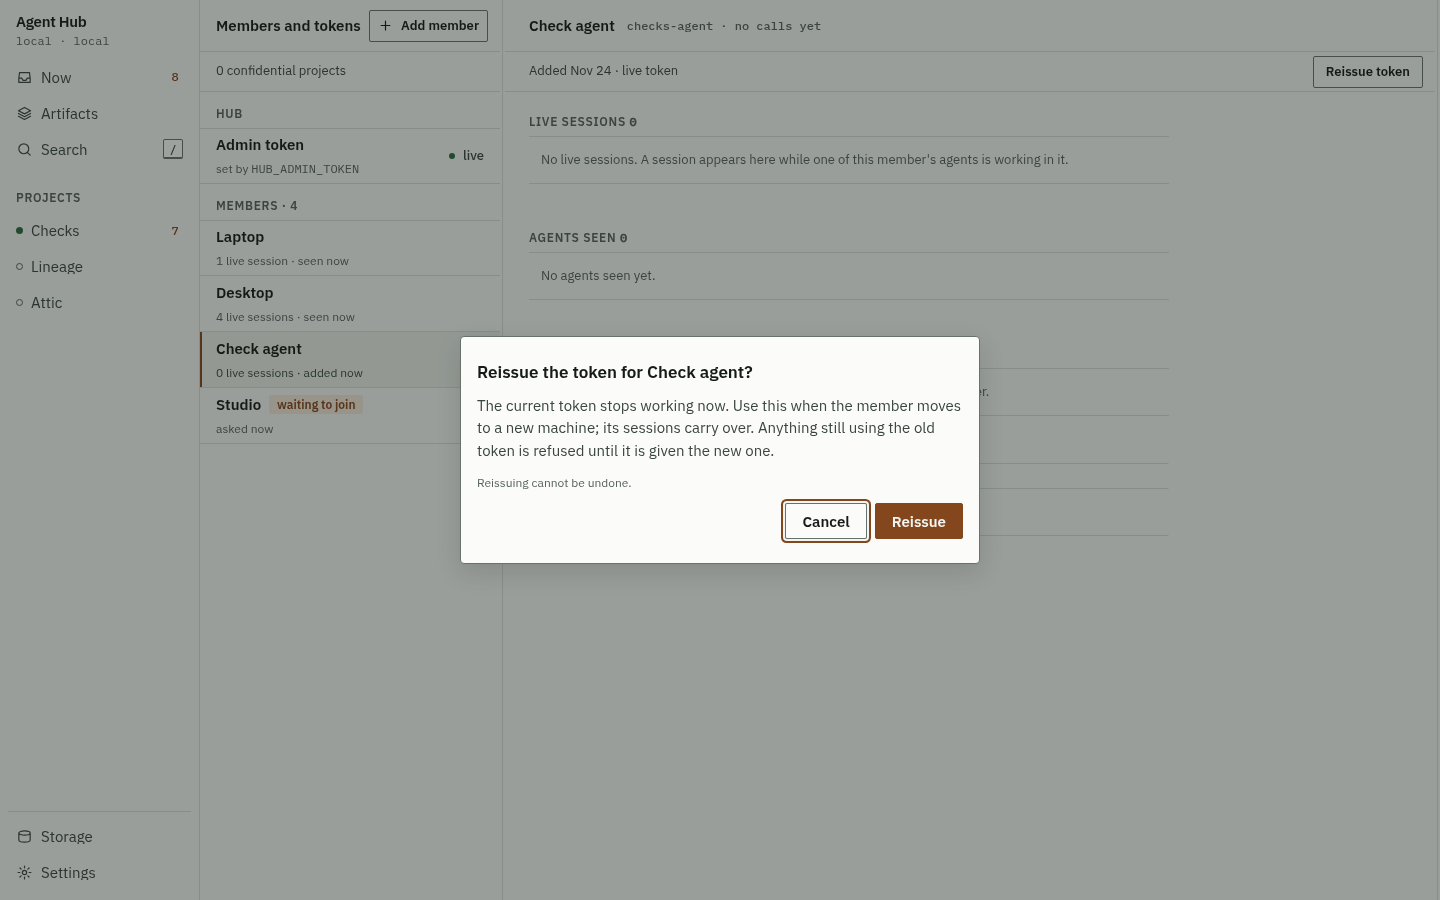 Agent Hub
local · local
Now 8
Artifacts
Search /
PROJECTS
Checks 7
Lineage
Attic
Storage
Settings
Members and tokens
Add member
0 confidential projects
HUB
Admin token
set by HUB_ADMIN_TOKEN
live
MEMBERS · 4
Laptop
1 live session · seen now
Desktop
4 live sessions · seen now
Check agent
0 live sessions · added now
Studio waiting to join
asked now
Check agent checks-agent · no calls yet
Added Nov 24 · live token
Reissue token
LIVE SESSIONS 0
No live sessions. A session appears here while one of this member's agents is working in it.
AGENTS SEEN 0
No agents seen yet.
er.
Reissue the token for Check agent?
The current token stops working now. Use this when the member moves
to a new machine; its sessions carry over. Anything still using the old
token is refused until it is given the new one.
Reissuing cannot be undone.
Cancel
Reissue